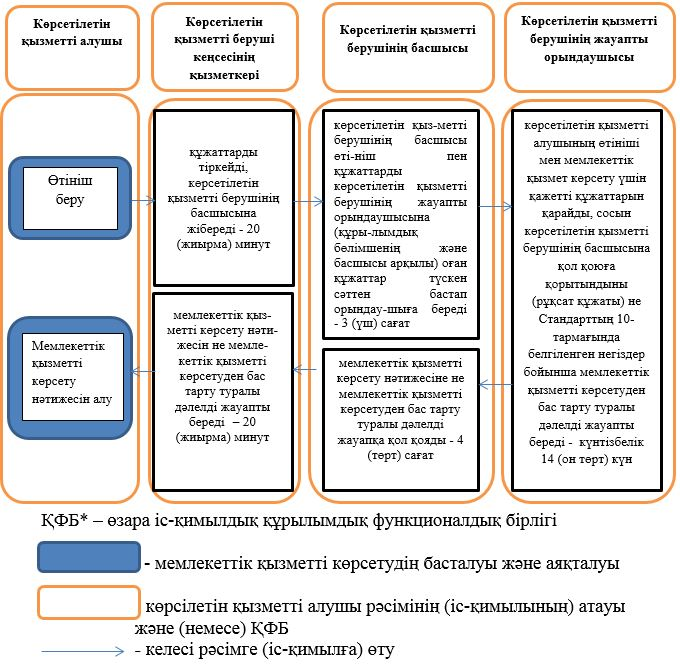 Көрсетілетін
қызметті алушы
Көрсетілетін
қызметті беруші
кеңсесінің
қызметкері
Көрсетілетін қызметті
берушінің басшысы
Көрсетілетін қызметті
берушінің жауапты
орындаушысы
Өтініш
беру
құжаттарды
тіркейді,
көрсетілетін
қызметті берушінің
басшысына
жібереді - 20
(жиырма) минут
көрсетілетін қыз-метті
берушінің басшысы
өті-ніш пен
құжаттарды
көрсетілетін қызметті
берушінің жауапты
орындаушысына
(құры-лымдық
бөлімшенің және
басшысы арқылы) оған
құжаттар түскен
сәттен бастап
орындау-шыға береді
- 3 (үш) сағат
көрсетілетін қызметті
алушының өтініші
мен мемлекеттік
қызмет көрсету үшін
қажетті құжаттарын
қарайды, сосын
көрсетілетін қызметті
берушінің басшысына
қол қоюға
қорытындыны
(рұқсат құжаты) не
Стандарттың 10-
тармағында
белгіленген негіздер
бойынша мемлекеттік
қызметті көрсетуден
бас тарту туралы
дәлелді жауапты
береді - күнтізбелік
14 (он төрт) күн
Мемлекеттік
қызметті
көрсету
нәтижесін алу
мемлекеттік қыз-
метті көрсету нәти-
жесін не мемле-
кеттік қызметті
көрсетуден бас
тарту туралы
дәлелді жауапты
береді – 20
(жиырма) минут
мемлекеттік қызметті
көрсету нәтижесіне не
мемлекеттік қызметті
көрсетуден бас тарту
туралы дәлелді
жауапқа қол қояды - 4
(төрт) сағат
ҚФБ* – өзара іс-қимылдық құрылымдық функционалдық бірлігі
- мемлекеттік қызметті көрсетудің басталуы және аяқталуы
көрсілетін қызметті алушы рәсімінің (іс-қимылының) атауы
және (немесе) ҚФБ
- келесі рәсімге (іс-қимылға) өту